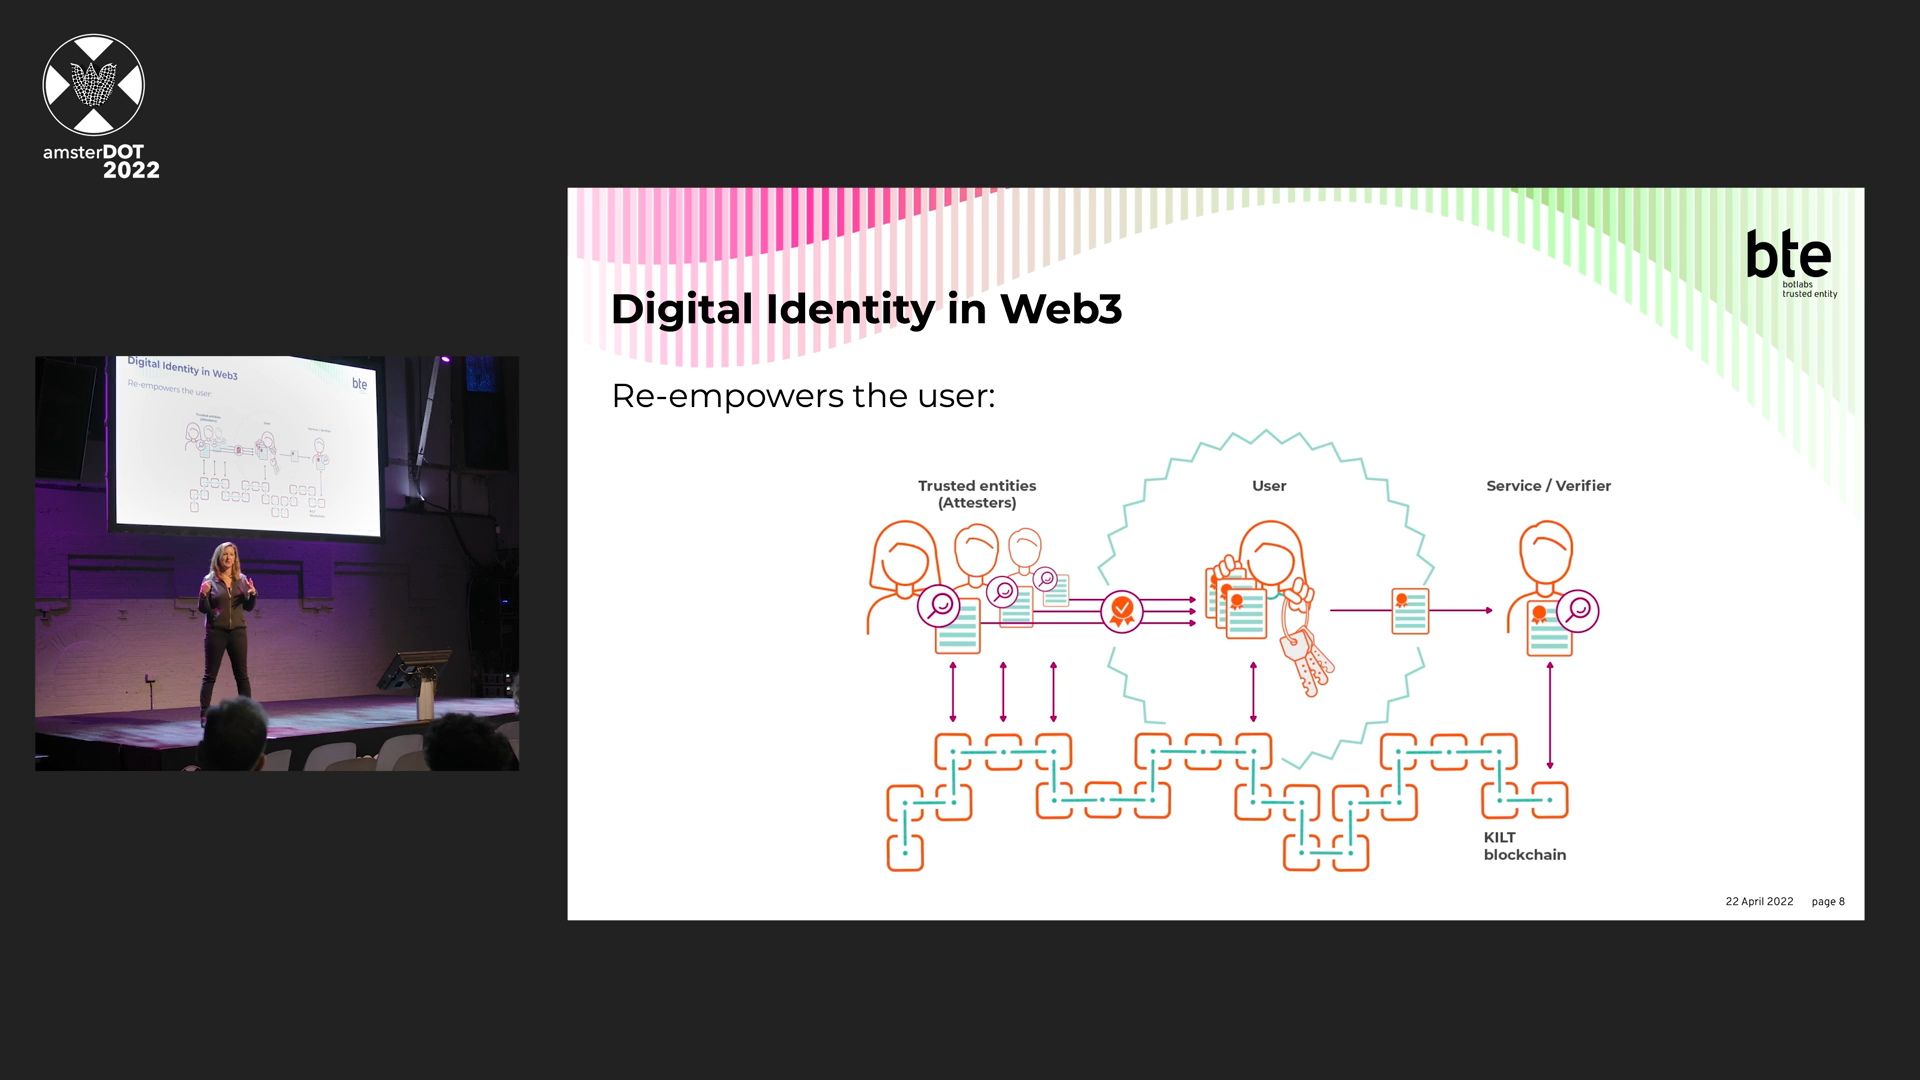 amsterDOT
2022
bte
botlabs
trusted entity
Digital Identity in Web3
Re-empowers the user:
Trusted entities
(Attesters)
User
Service / Verifier
KILT
blockchain
22 April 2022 page 8
Digital Identity in Web3
bte
Re-empowers the user: